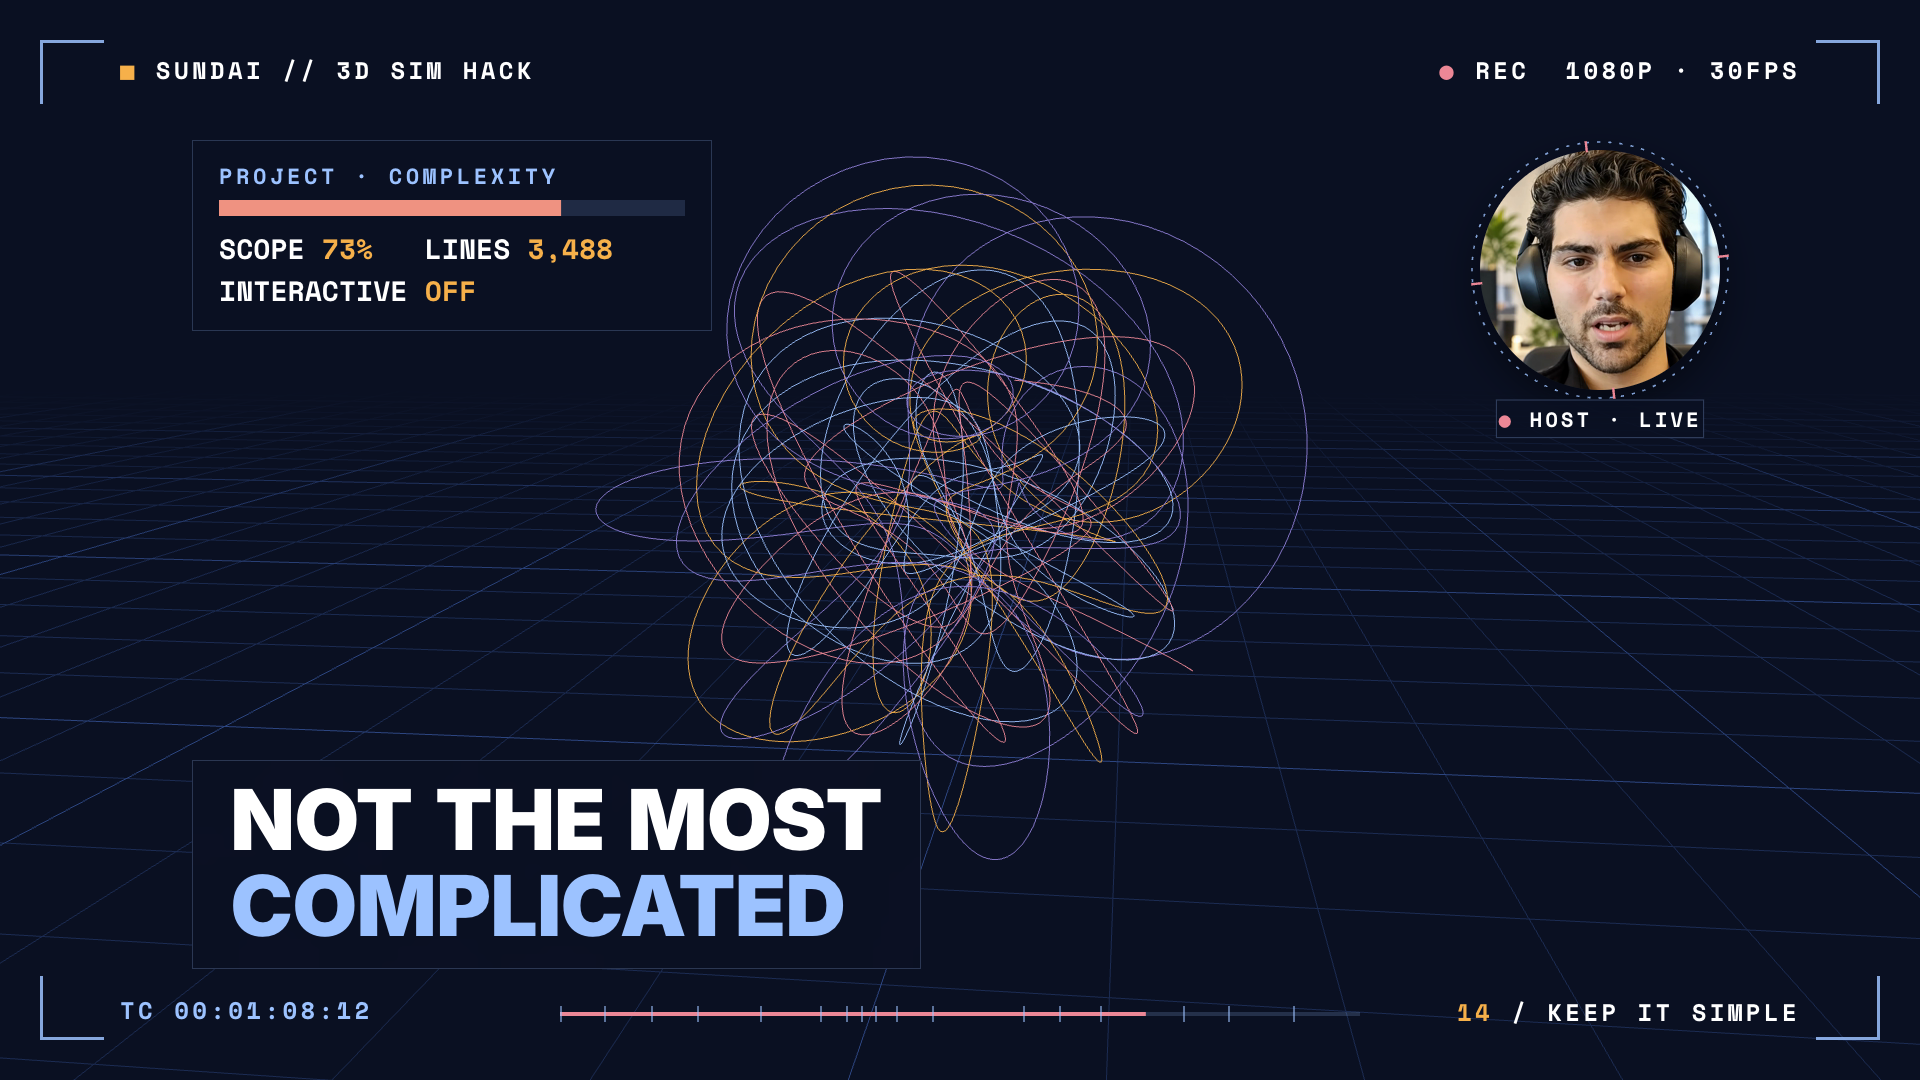 SUNDAI // 3D SIM HACK
REC 1080P · 30FPS
PROJECT · COMPLEXITY
SCOPE 73% LINES 3,488
INTERACTIVE OFF
HOST · LIVE
NOT THE MOST
COMPLICATED
TC 00:01:08:12
14 / KEEP IT SIMPLE